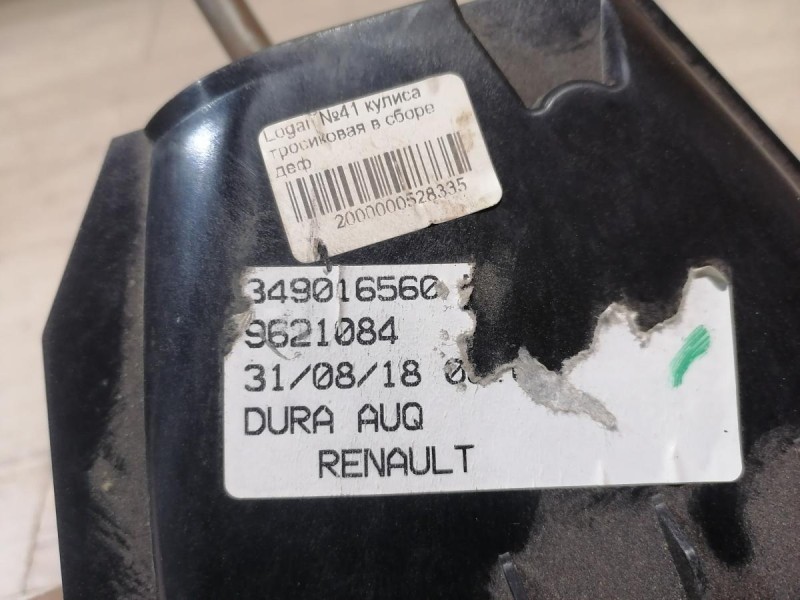 Logan №41 кулиса
тросиковая в сборе
деф
2000000528335
349016560
9621084
31/08/18
DURA AUQ
RENAULT